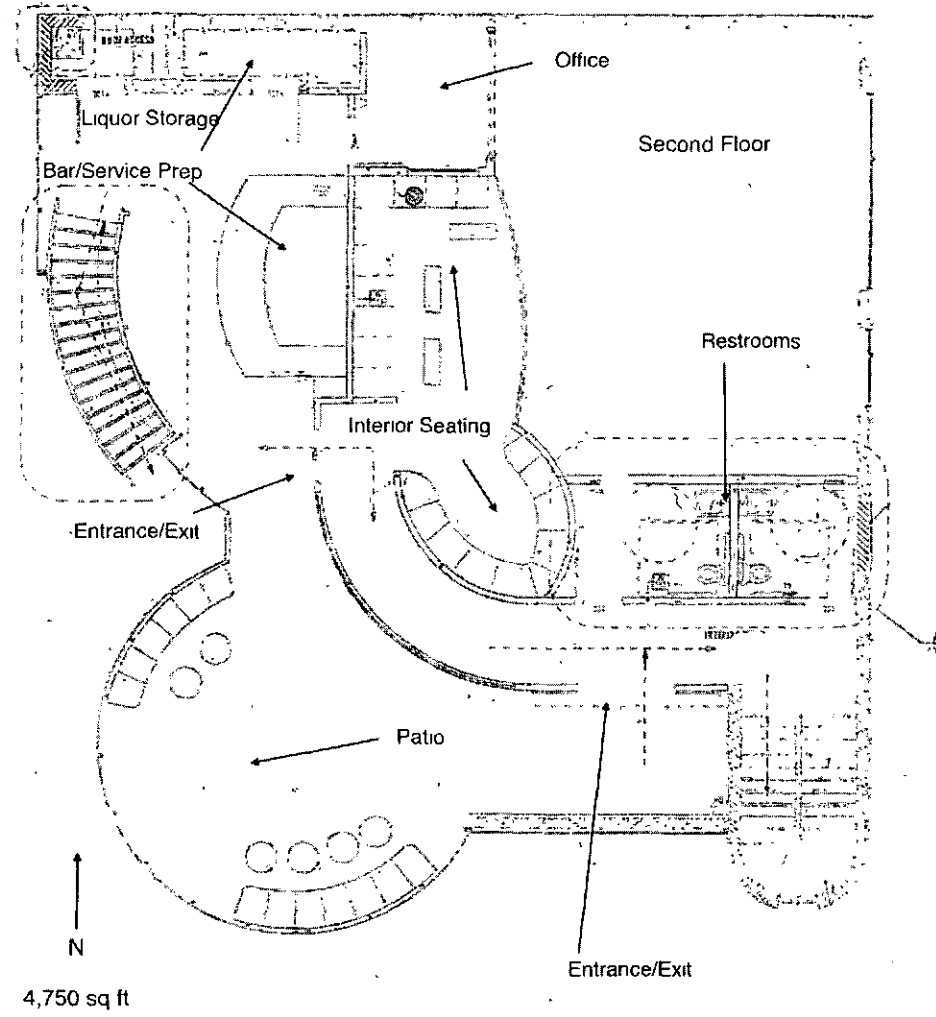 Office
Liquor Storage
Second Floor
Bar/Service Prep
Restrooms
Interior Seating
Entrance/Exit
Patio
N
Entrance/Exit
4,750 sq ft